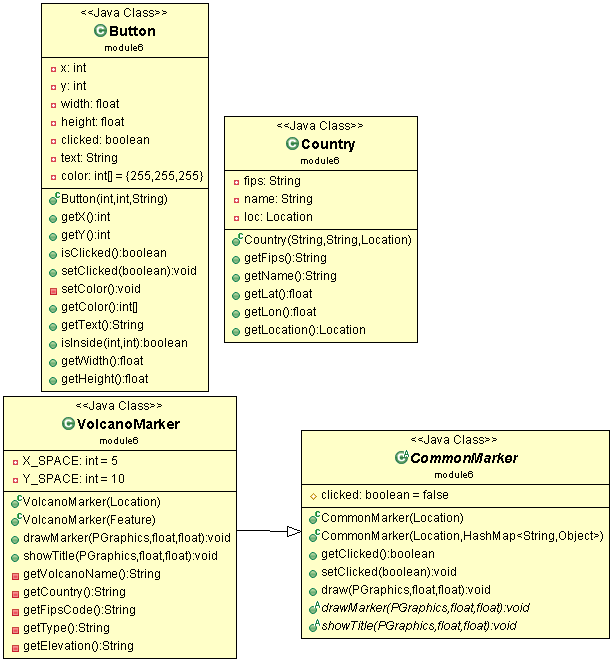 <<Java Class>>
Button
module6
x: int
y: int
width: float
height: float
clicked: boolean
text: String
color: int[] = {255,255,255}
Button(int,int,String)
getX():int
getY():int
isClicked():boolean
setClicked(boolean):void
setColor():void
getColor():int[]
getText():String
isInside(int,int):boolean
getWidth():float
getHeight():float
<<Java Class>>
Country
module6
fips: String
name: String
loc: Location
Country(String,String,Location)
getFips():String
getName():String
getLat():float
getLon():float
getLocation():Location
<<Java Class>>
VolcanoMarker
module6
X_SPACE: int = 5
Y_SPACE: int = 10
VolcanoMarker(Location)
VolcanoMarker(Feature)
drawMarker(PGraphics,float,float):void
showTitle(PGraphics,float,float):void
getVolcanoName():String
getCountry():String
getFipsCode():String
getType():String
getElevation():String
<<Java Class>>
CommonMarker
module6
clicked: boolean = false
CommonMarker(Location)
CommonMarker(Location,HashMap<String,Object>)
getClicked():boolean
setClicked(boolean):void
draw(PGraphics,float,float):void
drawMarker(PGraphics,float,float):void
showTitle(PGraphics,float,float):void